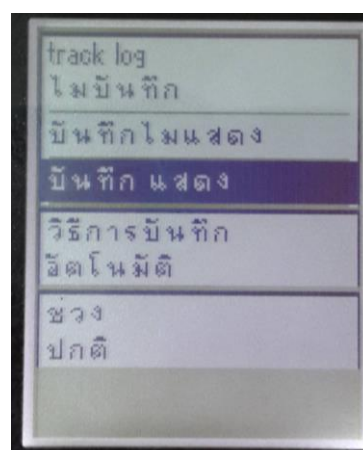 track log
ไมบันทึก
บันทึกไมแสดง
บันทึก แสดง
วิธีการบันทึก
อัตโนมัติ
ชวง
ปกติ